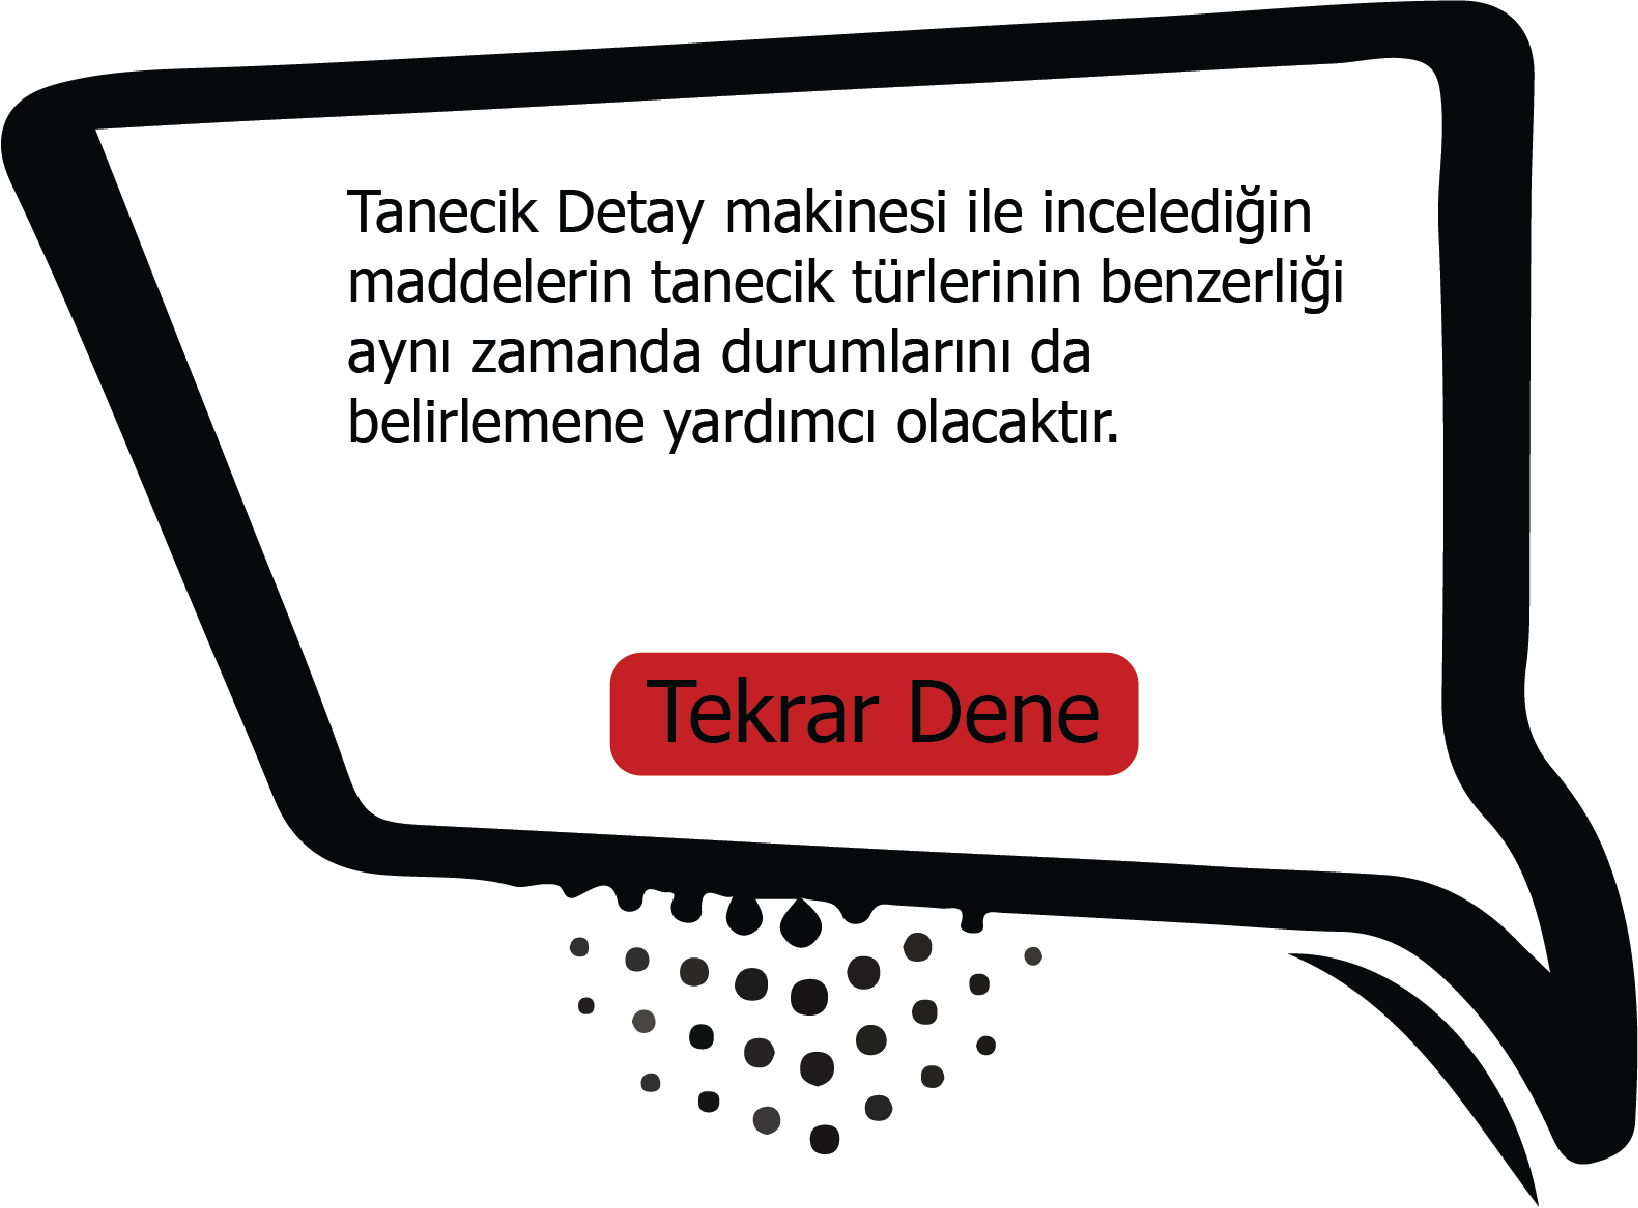 Tanecik Detay makinesi ile incelediğin
maddelerin tanecik türlerinin benzerliği
aynı zamanda durumlarını da
belirlemene yardımcı olacaktır.
Tekrar Dene